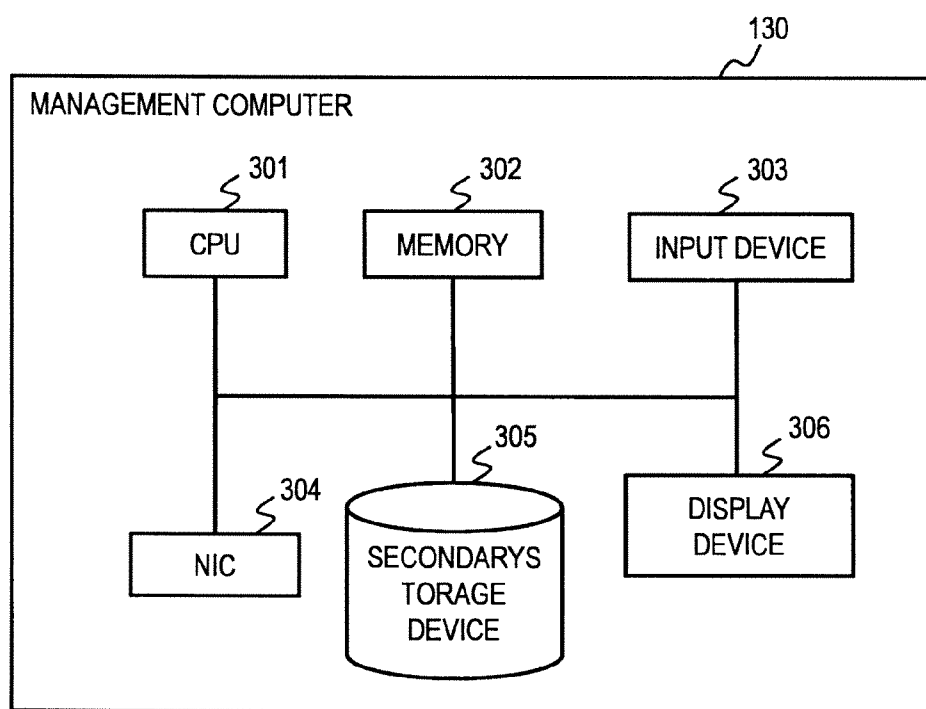 130
MANAGEMENT COMPUTER
301
302
303
CPU
MEMORY
INPUT DEVICE
304
305
306
NIC
SECONDARYS
TORAGE
DEVICE
DISPLAY
DEVICE